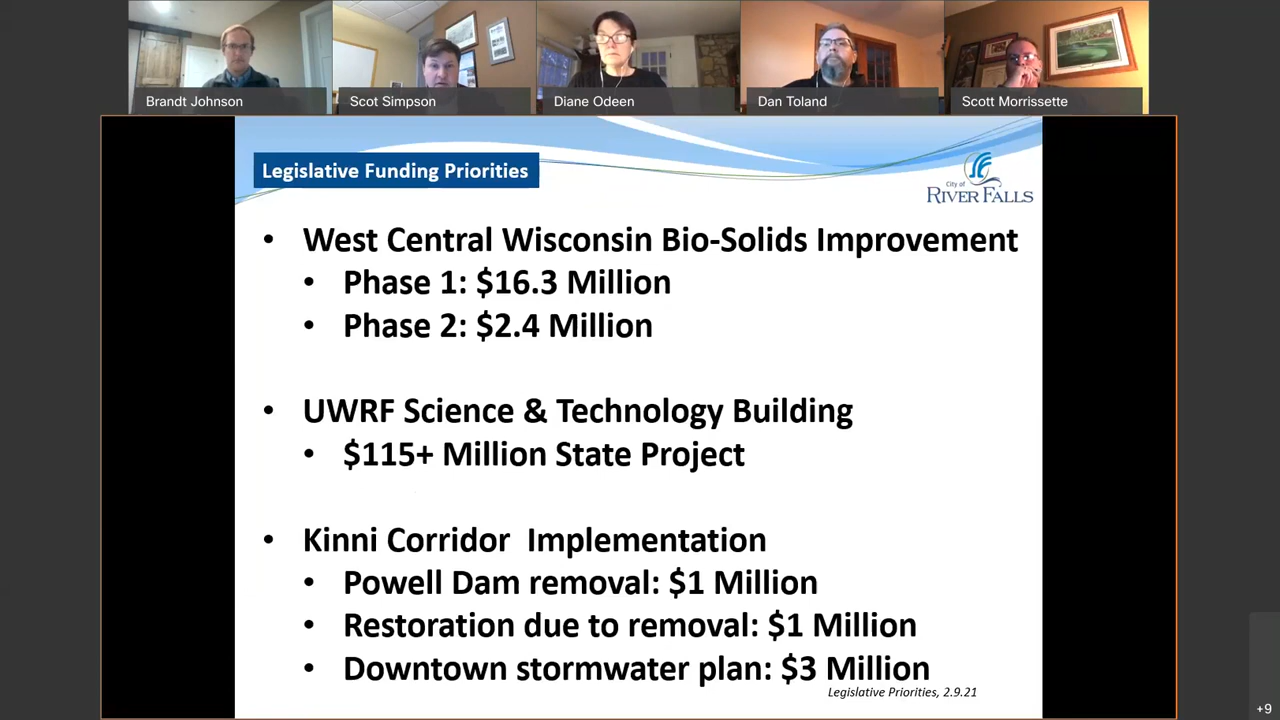 Brandt Johnson
Scot Simpson
Diane Odeen
Dan Toland
Scott Morrissette
Legislative Funding Priorities
City of
RIVER FALLS
• West Central Wisconsin Bio-Solids Improvement
• Phase 1: $16.3 Million
• Phase 2: $2.4 Million
• UWRF Science & Technology Building
• $115+ Million State Project
• Kinni Corridor Implementation
• Powell Dam removal: $1 Million
• Restoration due to removal: $1 Million
• Downtown stormwater plan: $3 Million
Legislative Priorities, 2.9.21
+9